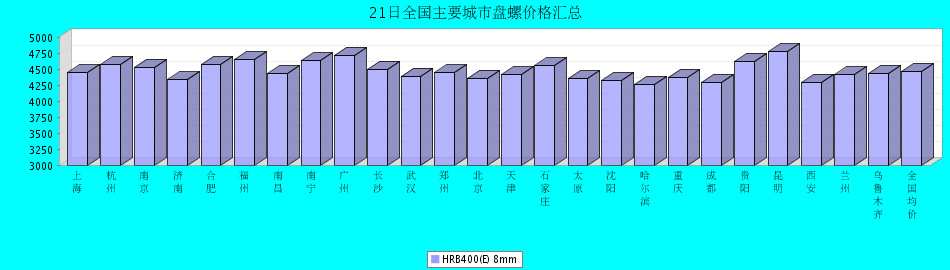 21日全国主要城市盘螺价格汇总
5000
4750
4500
4250
4000
3750
3500
3250
3000
上海
杭州
南京
济南
合肥
福州
南昌
南宁
广州
长沙
武汉
郑州
北京
天津
石家庄
太原
沈阳
哈尔滨
重庆
成都
贵阳
昆明
西安
兰州
乌鲁木齐
全国均价
HRB400(E) 8mm